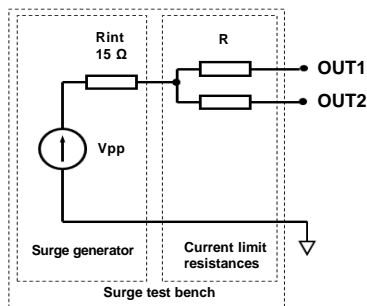 Rint
15 Ω
R
OUT1
OUT2
Vpp
Surge generator
Current limit
resistances
Surge test bench